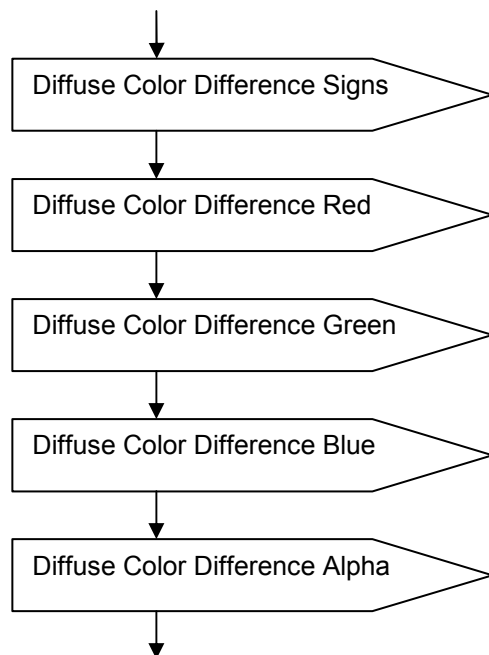 Diffuse Color Difference Signs
Diffuse Color Difference Red
Diffuse Color Difference Green
Diffuse Color Difference Blue
Diffuse Color Difference Alpha